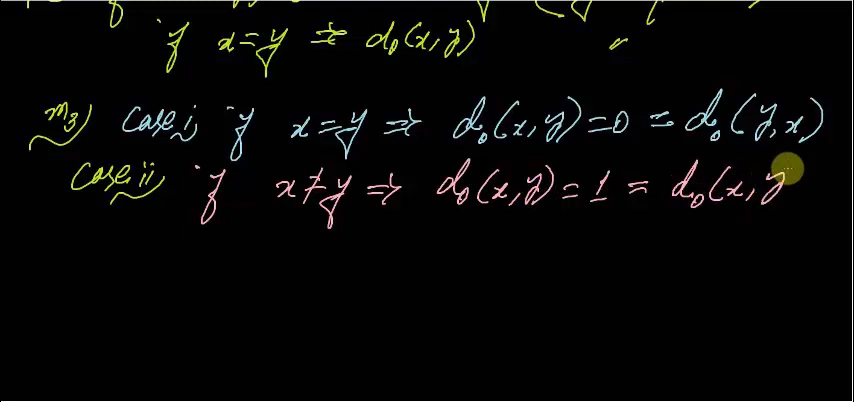 if x=y ⇒ d₀(x,y)
m₃) Case i, if x=y ⇒ d₀(x,y)=0 = d₀(y,x)
Case ii, if x≠y ⇒ d₀(x,y)=1 = d₀(x,y